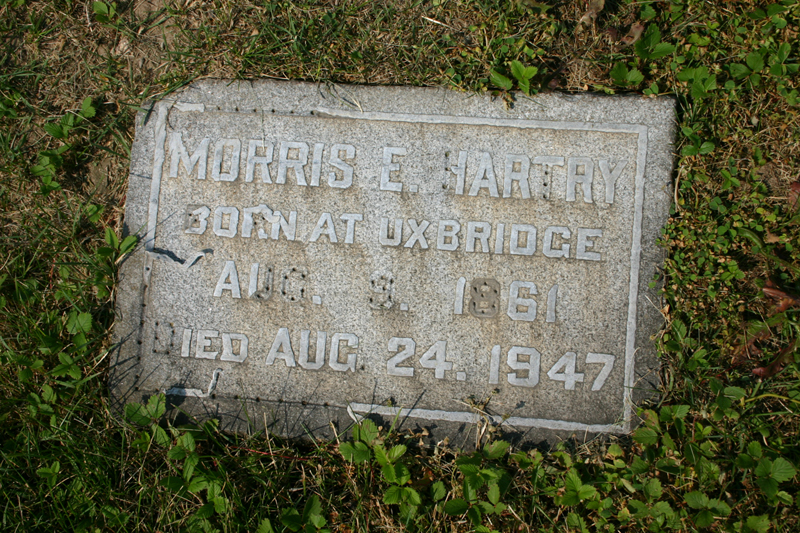 MORRIS E. HARTRY
BORN AT UXBRIDGE
AUG. 3. 1861
DIED AUG. 24. 1947